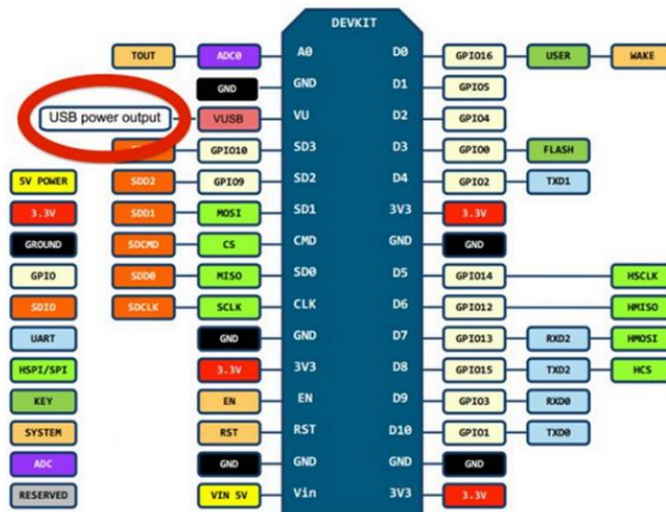 DEVKIT
TOUT ADC0 A0 D0 GPIO16 USER WAKE
GND GND D1 GPIO5
USB power output VUSB VU D2 GPIO4
GPIO10 SD3 D3 GPIO0 FLASH
5V POWER SDD2 GPIO9 SD2 D4 GPIO2 TXD1
3.3V SDD1 MOSI SD1 3V3 3.3V
GROUND SDCMD CS CMD GND GND
GPIO SDD0 MISO SD0 D5 GPIO14 HSCLK
SDIO SDCLK SCLK CLK D6 GPIO12 HMISO
UART GND GND D7 GPIO13 RXD2 HMOSI
HSPI/SPI 3.3V 3V3 D8 GPIO15 TXD2 HCS
KEY EN EN D9 GPIO3 RXD0
SYSTEM RST RST D10 GPIO1 TXD0
ADC GND GND GND GND
RESERVED VIN 5V Vin 3V3 3.3V